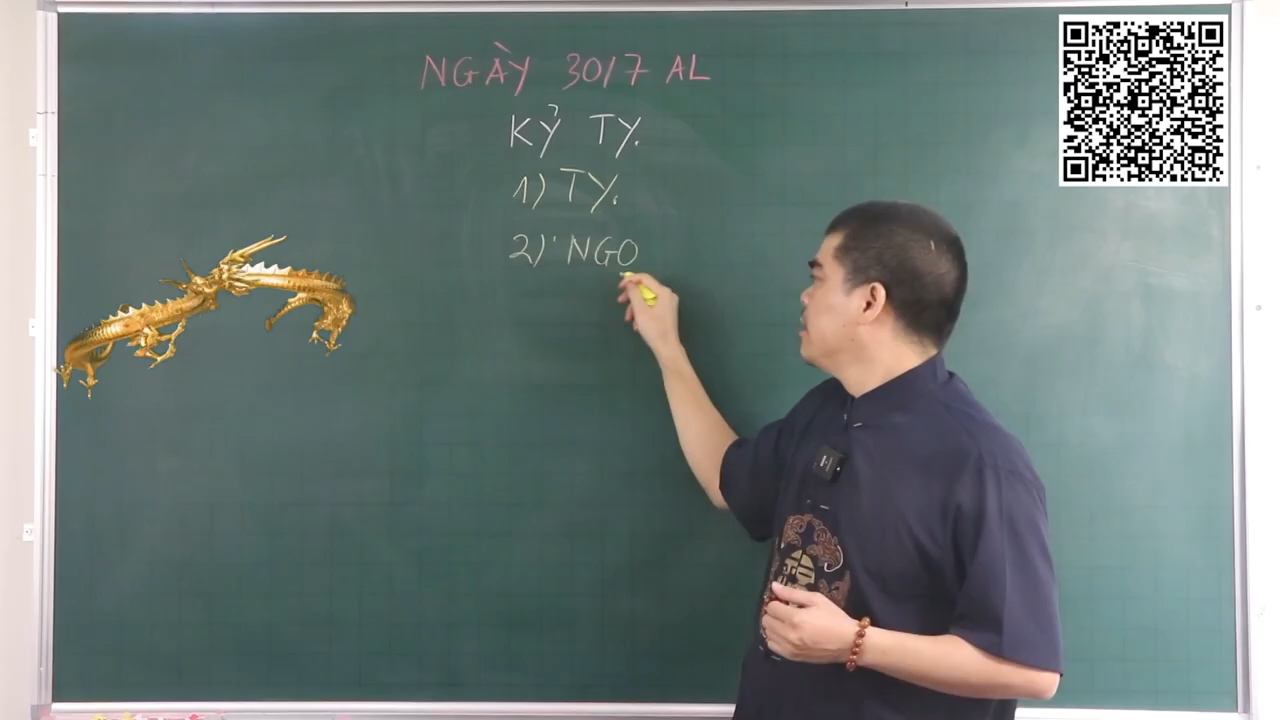 NGÀY 30/7 AL
KỶ TỴ
1) TỴ
2) NGO